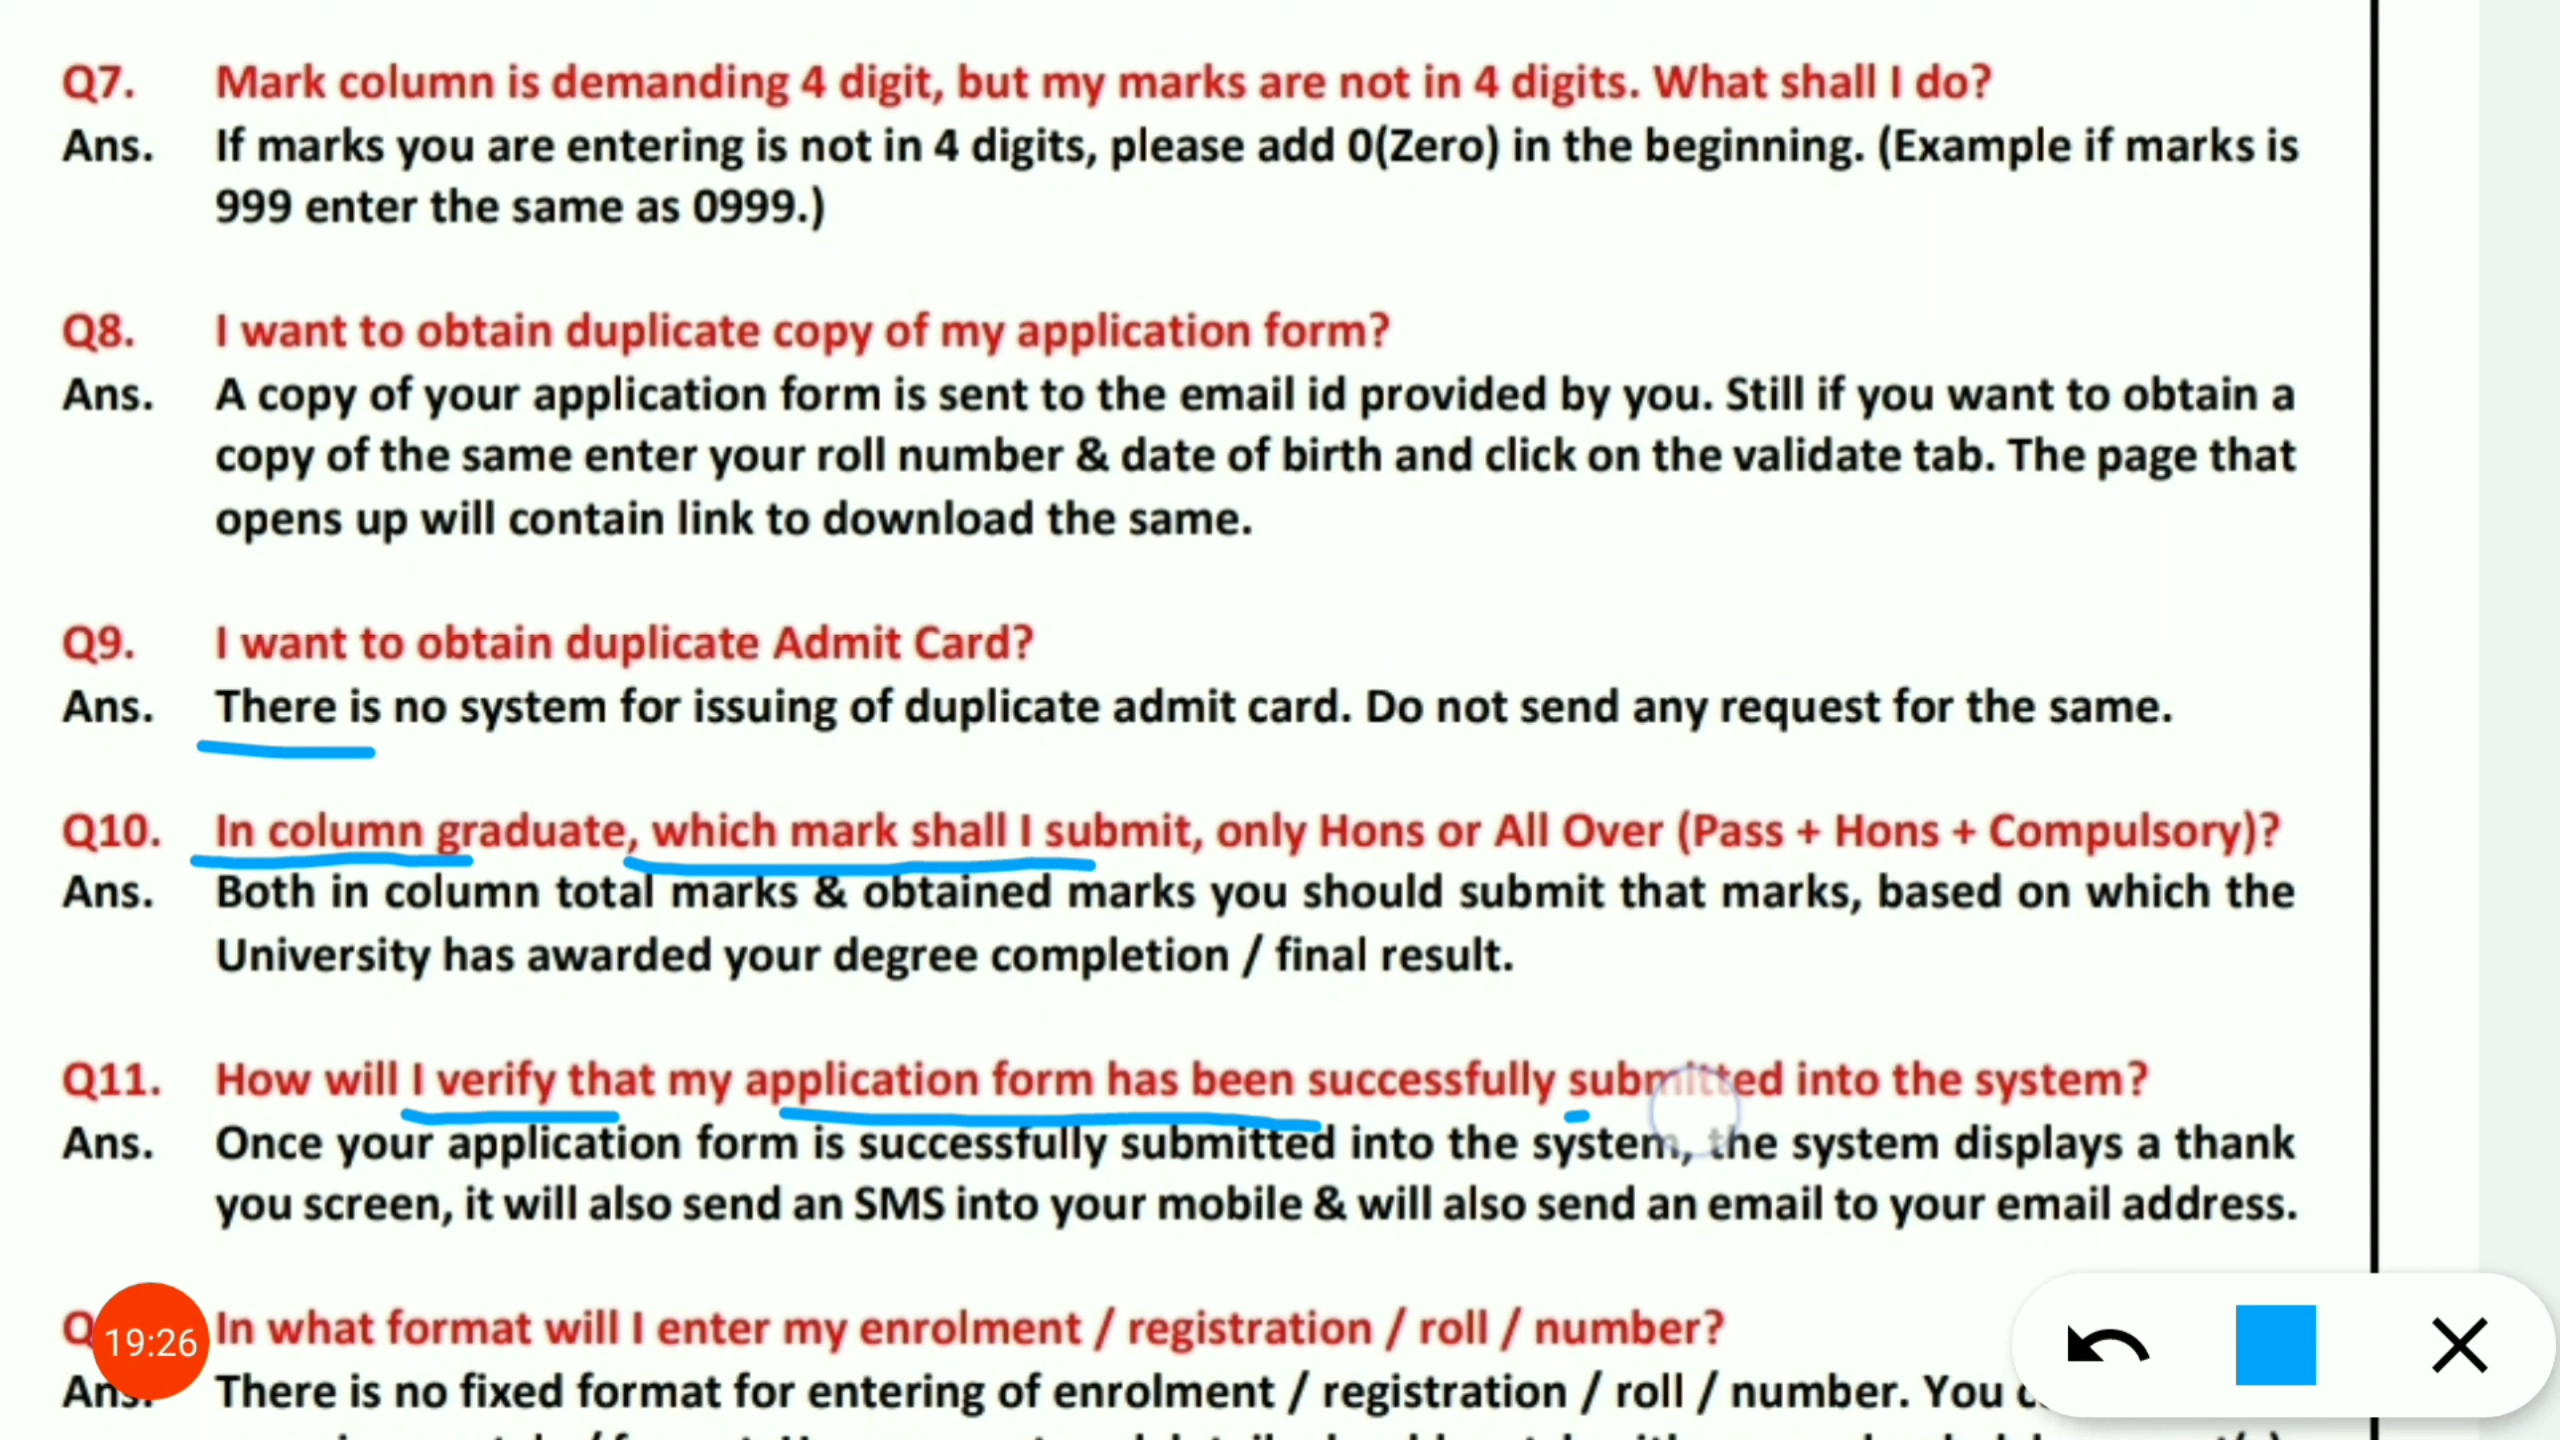 Q7. Mark column is demanding 4 digit, but my marks are not in 4 digits. What shall I do?
Ans. If marks you are entering is not in 4 digits, please add 0(Zero) in the beginning. (Example if marks is
999 enter the same as 0999.)
Q8. I want to obtain duplicate copy of my application form?
Ans. A copy of your application form is sent to the email id provided by you. Still if you want to obtain a
copy of the same enter your roll number & date of birth and click on the validate tab. The page that
opens up will contain link to download the same.
Q9. I want to obtain duplicate Admit Card?
Ans. There is no system for issuing of duplicate admit card. Do not send any request for the same.
Q10. In column graduate, which mark shall I submit, only Hons or All Over (Pass + Hons + Compulsory)?
Ans. Both in column total marks & obtained marks you should submit that marks, based on which the
University has awarded your degree completion / final result.
Q11. How will I verify that my application form has been successfully submitted into the system?
Ans. Once your application form is successfully submitted into the system, the system displays a thank
you screen, it will also send an SMS into your mobile & will also send an email to your email address.
19:26 In what format will I enter my enrolment / registration / roll / number?
Ans. There is no fixed format for entering of enrolment / registration / roll / number. You